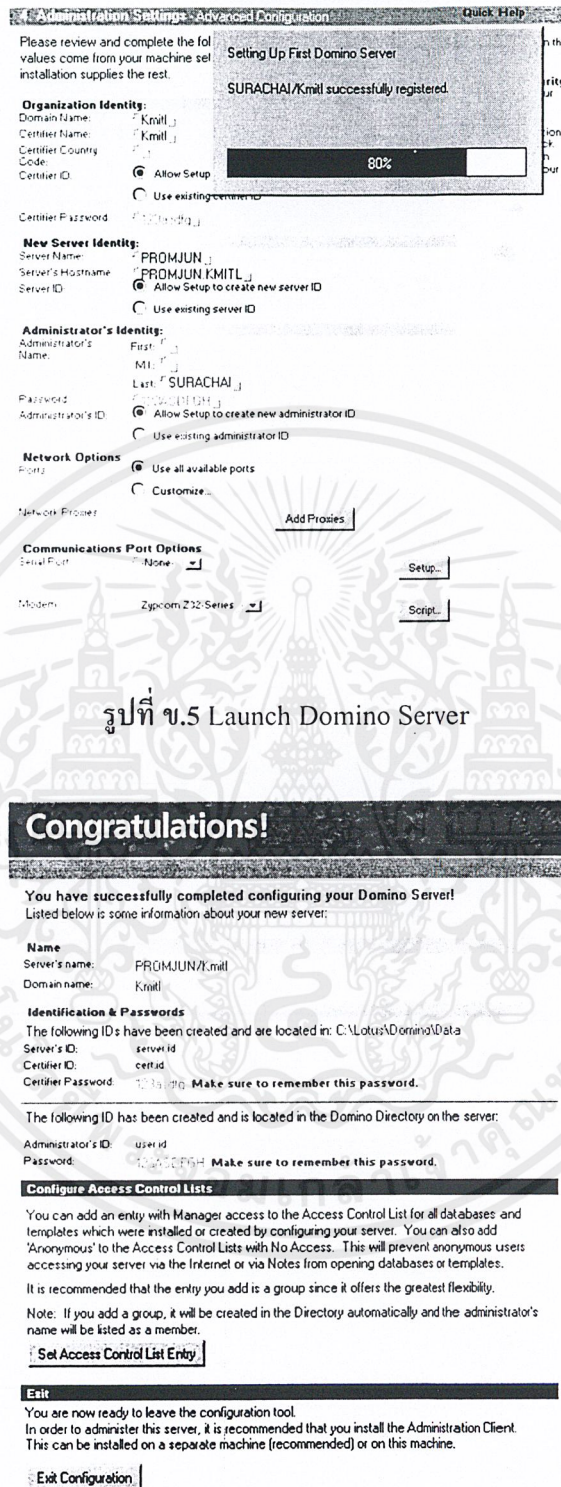 4. Administration Settings - Advanced Configuration
Quick Help
Please review and complete the fol
values come from your machine set
installation supplies the rest.
Setting Up First Domino Server
SURACHAI/Kmitl successfully registered.
80%
Organization Identity:
Domain Name: Kmitl
Certifier Name: Kmitl
Certifier Country
Code:
Certifier ID: Allow Setup
Use existing certifier ID
Certifier Password
New Server Identity:
Server Name: PROMJUN
Server's Hostname PROMJUN.KMITL
Server ID: Allow Setup to create new server ID
Use existing server ID
Administrator's Identity:
Administrator's First:
Name:
M.I.:
Last: SURACHAI
Password
Administrator's ID: Allow Setup to create new administrator ID
Use existing administrator ID
Network Options
Ports Use all available ports
Customize...
Network Proxies Add Proxies
Communications Port Options
Serial Port -None- Setup...
Modem Zypcom Z32-Series Script...
รูปที่ ข.5 Launch Domino Server
Congratulations!
You have successfully completed configuring your Domino Server!
Listed below is some information about your new server:
Name
Server's name: PROMJUN/Kmitl
Domain name: Kmitl
Identification & Passwords
The following IDs have been created and are located in: C:\Lotus\Domino\Data
Server's ID: server.id
Certifier ID: cert.id
Certifier Password: Make sure to remember this password.
The following ID has been created and is located in the Domino Directory on the server:
Administrator's ID: user.id
Password: Make sure to remember this password.
Configure Access Control Lists
You can add an entry with Manager access to the Access Control List for all databases and
templates which were installed or created by configuring your server. You can also add
'Anonymous' to the Access Control Lists with No Access. This will prevent anonymous users
accessing your server via the Internet or via Notes from opening databases or templates.
It is recommended that the entry you add is a group since it offers the greatest flexibility.
Note: If you add a group, it will be created in the Directory automatically and the administrator's
name will be listed as a member.
Set Access Control List Entry
Exit
You are now ready to leave the configuration tool.
In order to administer this server, it is recommended that you install the Administration Client.
This can be installed on a separate machine (recommended) or on this machine.
Exit Configuration